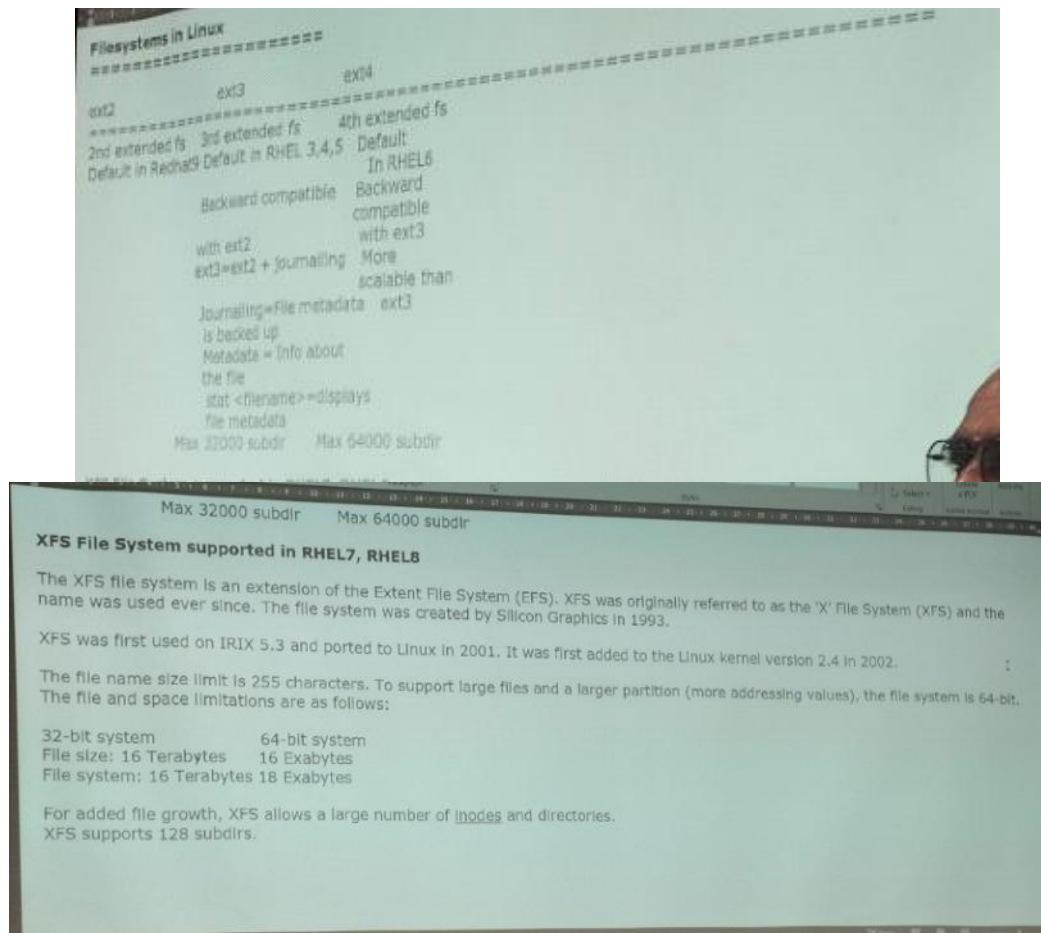 Filesystems in Linux
======================
ext2 ext3 ext4
================================================================
2nd extended fs 3rd extended fs 4th extended fs
Default in Redhat9 Default in RHEL 3,4,5 Default
In RHEL6
Backward compatible Backward
compatible
with ext2 with ext3
ext3=ext2 + journalling More
scalable than
Journalling=File metadata ext3
is backed up
Metadata = Info about
the file
stat <filename>=displays
file metadata
Max 32000 subdir Max 64000 subdir
Max 32000 subdir Max 64000 subdir
XFS File System supported in RHEL7, RHEL8
The XFS file system is an extension of the Extent File System (EFS). XFS was originally referred to as the 'X' File System (XFS) and the
name was used ever since. The file system was created by Silicon Graphics in 1993.
XFS was first used on IRIX 5.3 and ported to Linux in 2001. It was first added to the Linux kernel version 2.4 in 2002.
The file name size limit is 255 characters. To support large files and a larger partition (more addressing values), the file system is 64-bit.
The file and space limitations are as follows:
32-bit system 64-bit system
File size: 16 Terabytes 16 Exabytes
File system: 16 Terabytes 18 Exabytes
For added file growth, XFS allows a large number of inodes and directories.
XFS supports 128 subdirs.